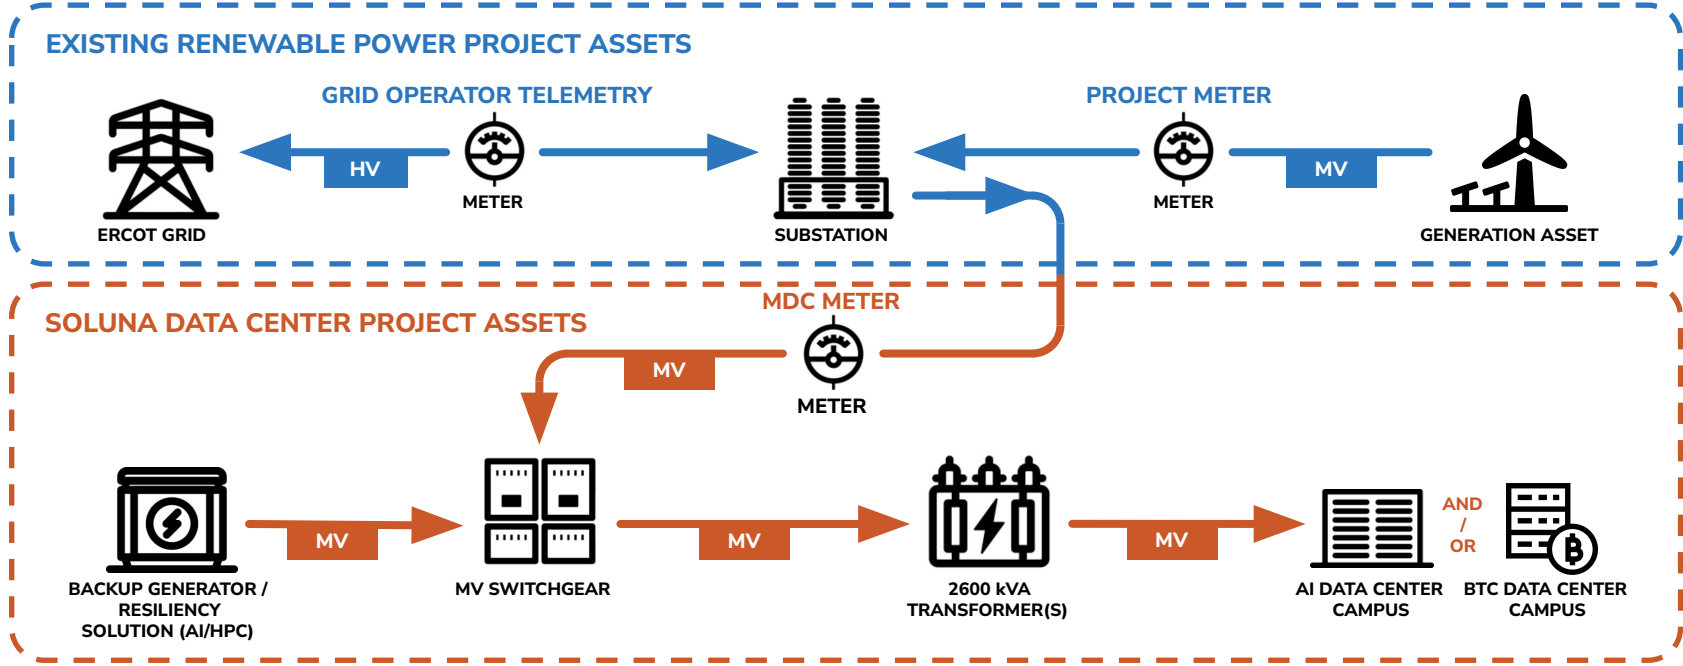 EXISTING RENEWABLE POWER PROJECT ASSETS
GRID OPERATOR TELEMETRY
PROJECT METER
HV
MV
METER
METER
ERCOT GRID
SUBSTATION
GENERATION ASSET
MDC METER
SOLUNA DATA CENTER PROJECT ASSETS
MV
METER
AND
/
OR
MV
MV
MV
BACKUP GENERATOR /
RESILIENCY
SOLUTION (AI/HPC)
MV SWITCHGEAR
2600 kVA
TRANSFORMER(S)
AI DATA CENTER
CAMPUS
BTC DATA CENTER
CAMPUS